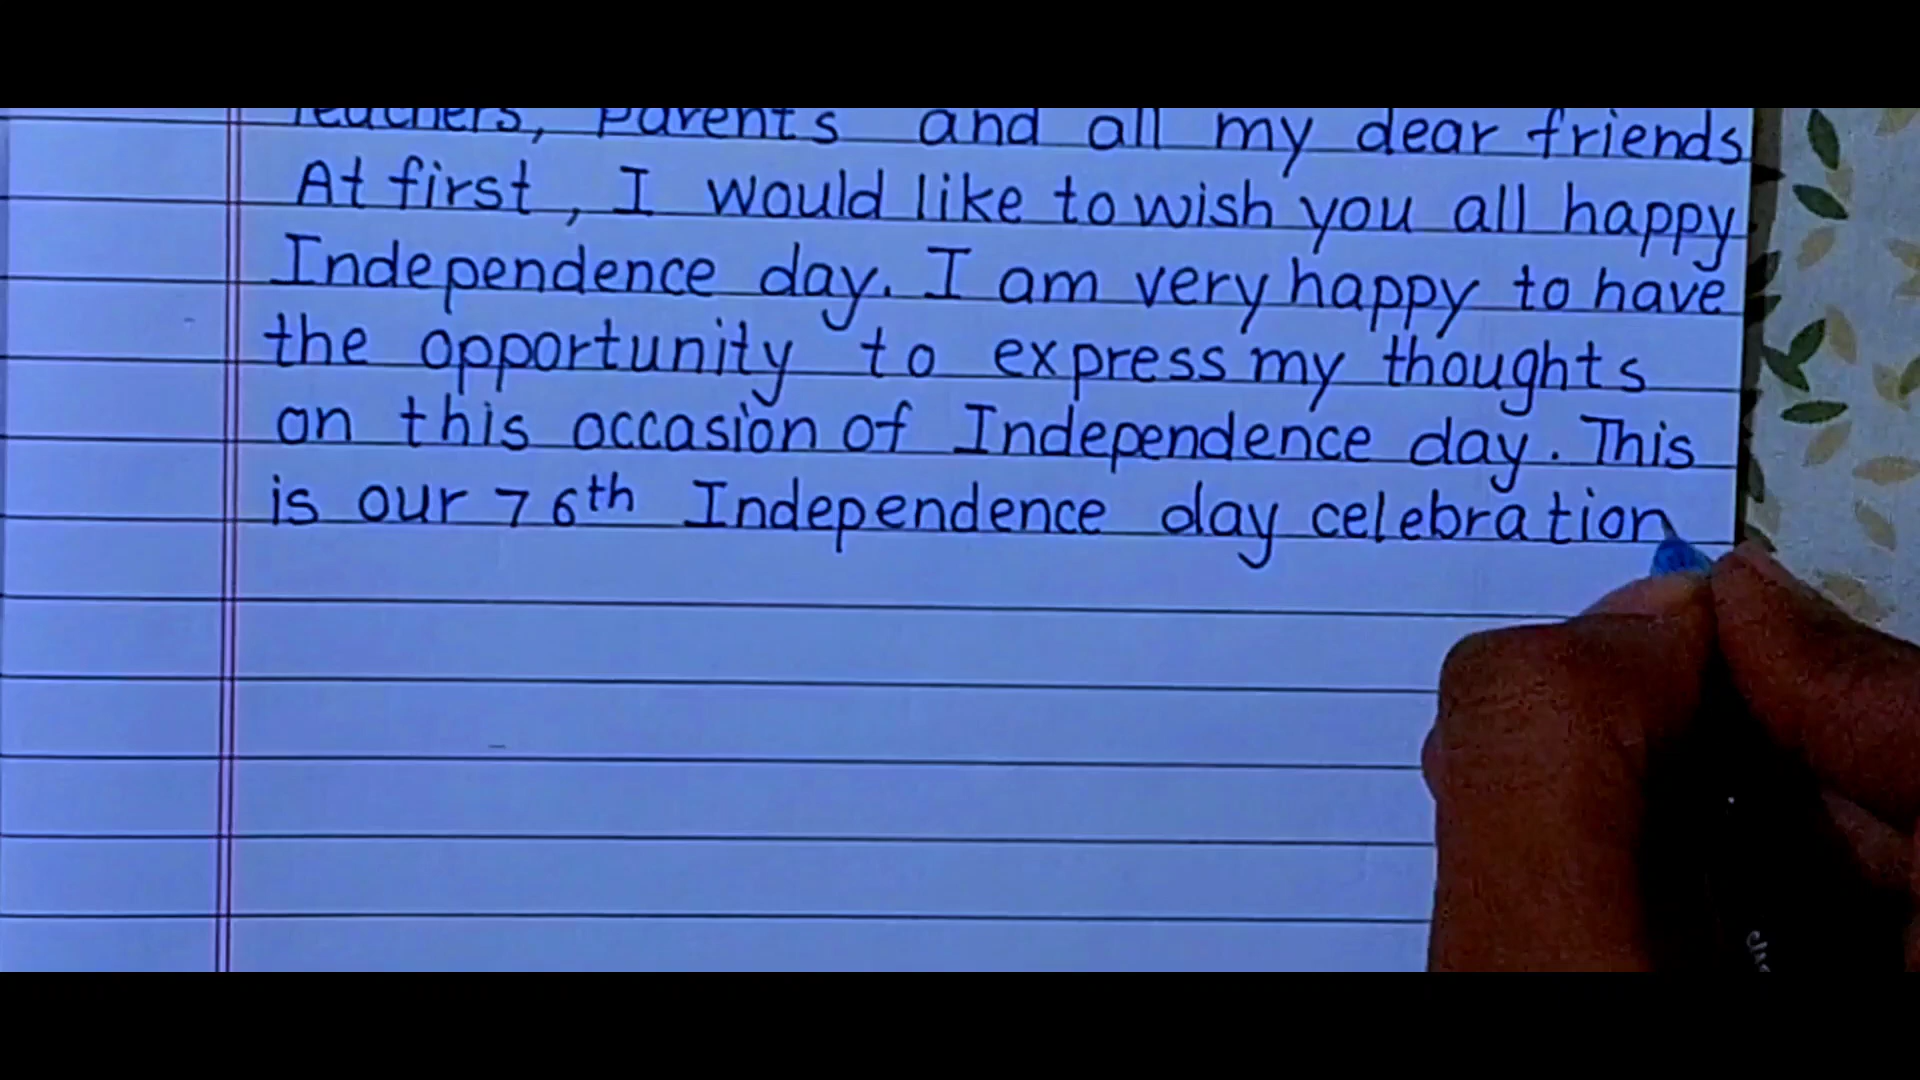 Teachers, Parents and all my dear friends
At first, I would like to wish you all happy
Independence day. I am very happy to have
the opportunity to express my thoughts
on this occasion of Independence day. This
is our 76th Independence day celebration